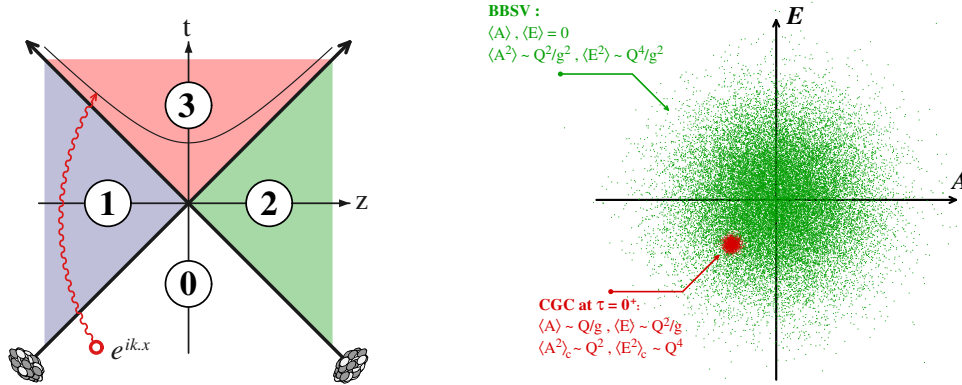 t
3
1
2
z
0
e^{ik.x}
BBSV :
⟨A⟩ , ⟨E⟩ = 0
⟨A²⟩ ~ Q²/g² , ⟨E²⟩ ~ Q⁴/g²
E
A
CGC at τ = 0⁺:
⟨A⟩ ~ Q/g , ⟨E⟩ ~ Q²/g
⟨A²⟩_c ~ Q² , ⟨E²⟩_c ~ Q⁴